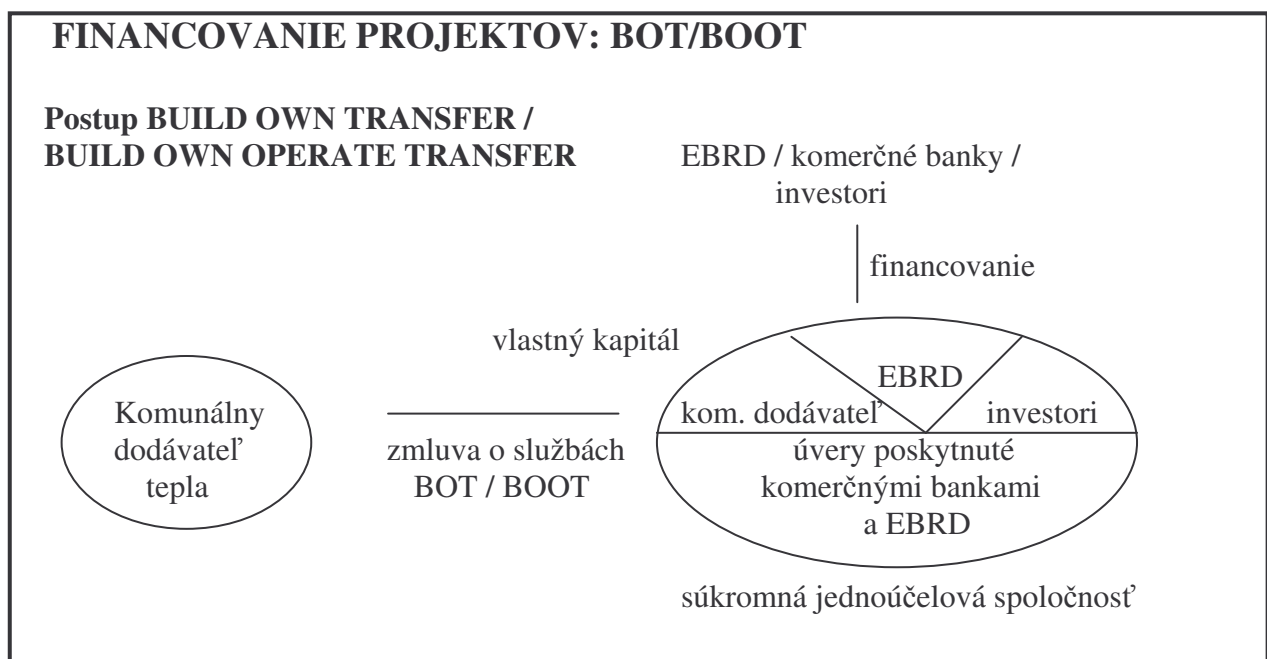 FINANCOVANIE PROJEKTOV: BOT/BOOT
Postup BUILD OWN TRANSFER /
BUILD OWN OPERATE TRANSFER
EBRD / komerčné banky /
investori
financovanie
vlastný kapitál
Komunálny
dodávateľ
tepla
zmluva o službách
BOT / BOOT
EBRD
kom. dodávateľ
investori
úvery poskytnuté
komerčnými bankami
a EBRD
súkromná jednoúčelová spoločnosť